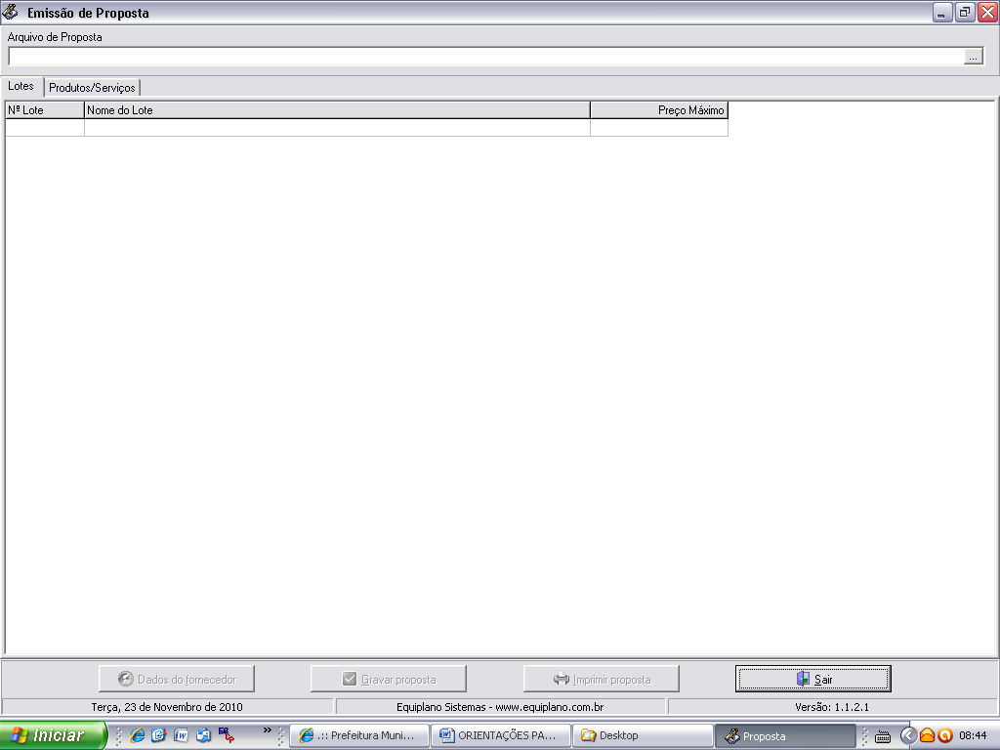 Emissão de Proposta
Arquivo de Proposta
...
Lotes Produtos/Serviços
Nº Lote Nome do Lote Preço Máximo
Dados do fornecedor Gravar proposta Imprimir proposta Sair
Terça, 23 de Novembro de 2010 Equiplano Sistemas - www.equiplano.com.br Versão: 1.1.2.1
Iniciar » .:: Prefeitura Muni... ORIENTAÇÕES PA... Desktop Proposta 08:44